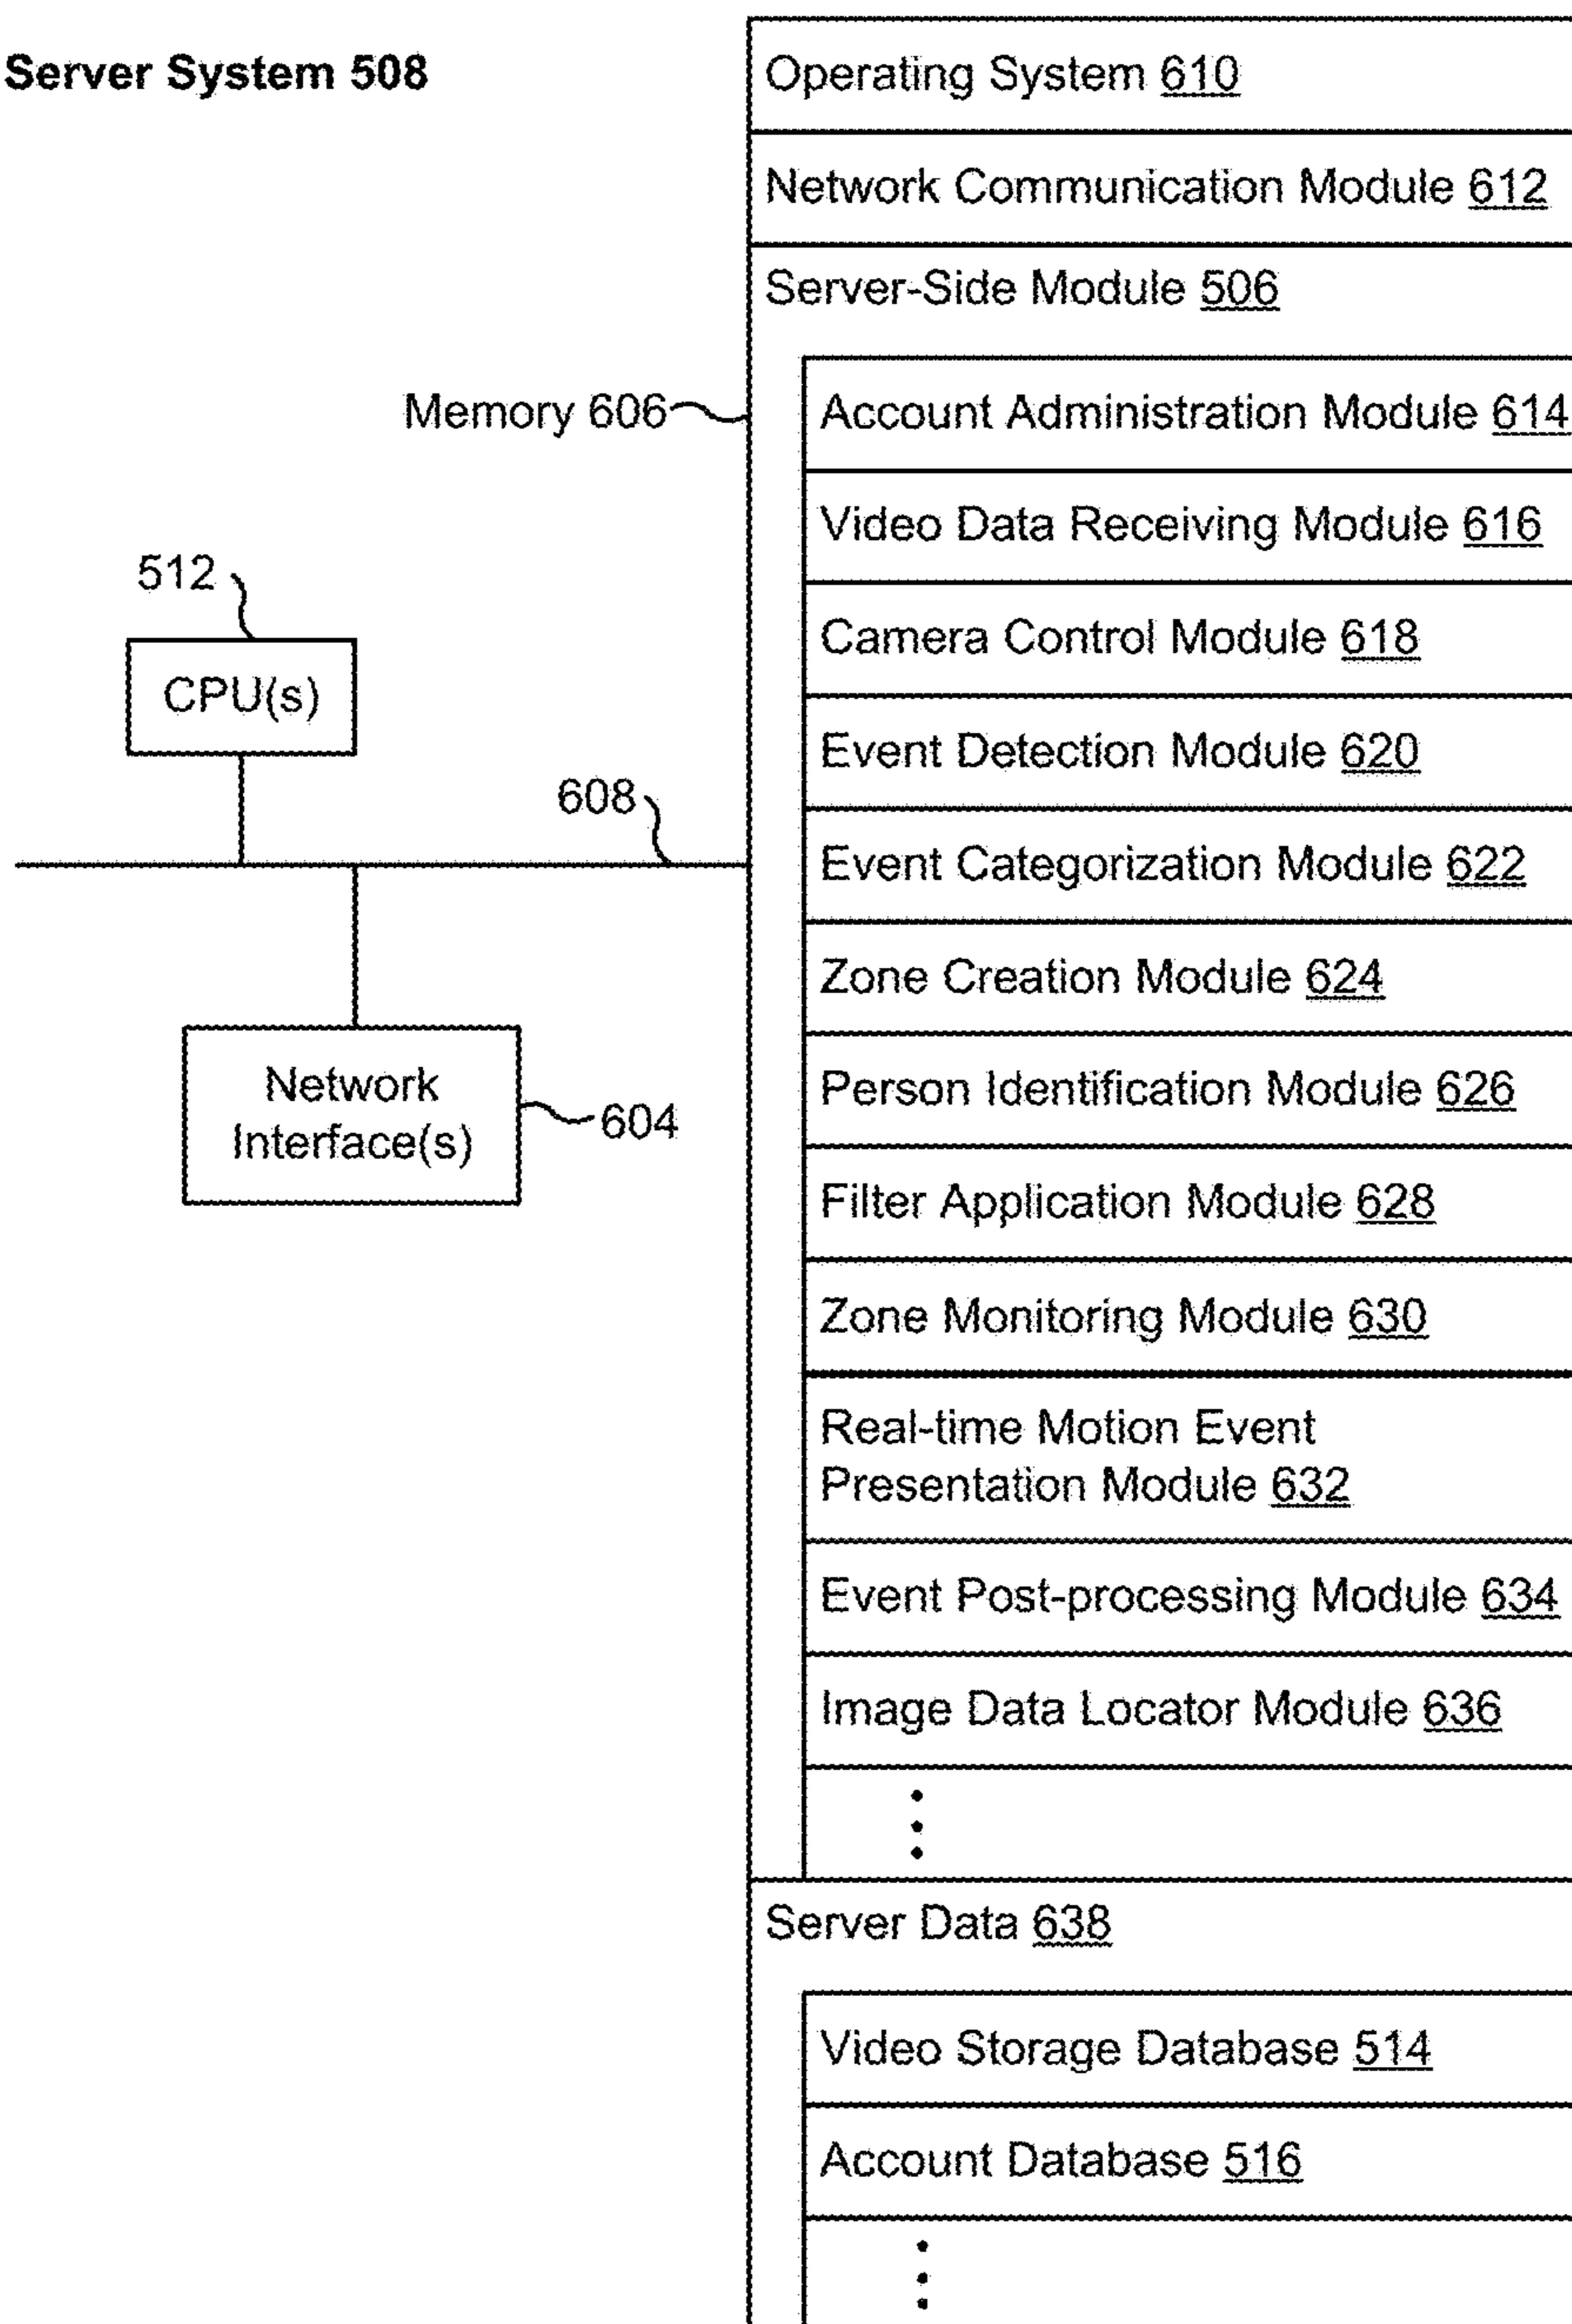 Server System 508
Operating System 610
Network Communication Module 612
Server-Side Module 506
Memory 606
Account Administration Module 614
Video Data Receiving Module 616
512
CPU(s)
Camera Control Module 618
Event Detection Module 620
608
Event Categorization Module 622
Zone Creation Module 624
Network
Interface(s)
604
Person Identification Module 626
Filter Application Module 628
Zone Monitoring Module 630
Real-time Motion Event
Presentation Module 632
Event Post-processing Module 634
Image Data Locator Module 636
Server Data 638
Video Storage Database 514
Account Database 516